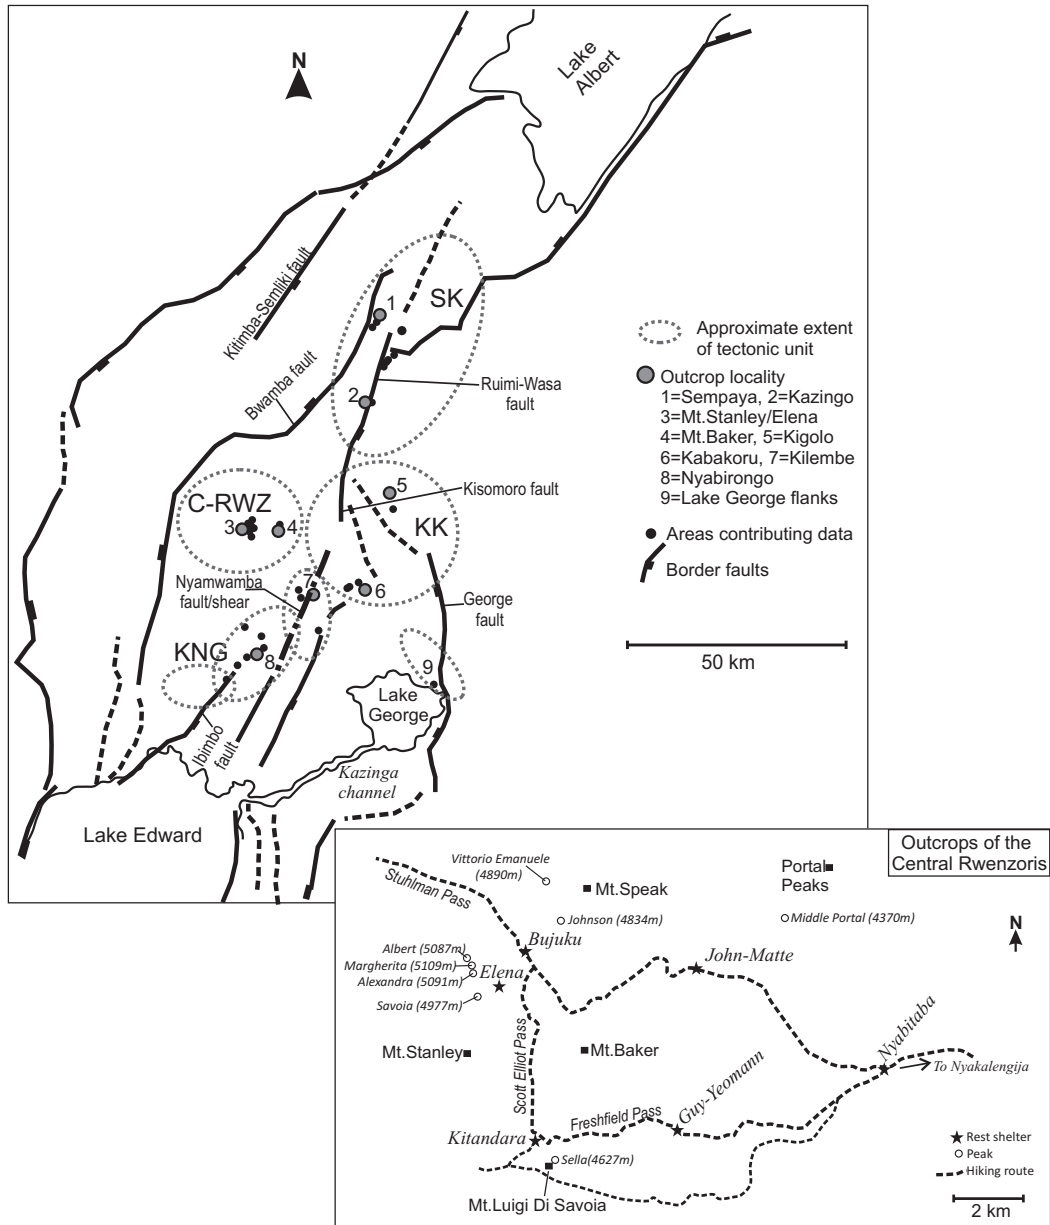 N
Lake
Albert
Kitimba-Semliki fault
SK
1
Bwamba fault
Ruimi-Wasa
fault
2
Approximate extent
of tectonic unit
Outcrop locality
1=Sempaya, 2=Kazingo
3=Mt.Stanley/Elena
4=Mt.Baker, 5=Kigolo
6=Kabakoru, 7=Kilembe
8=Nyabirongo
9=Lake George flanks
Areas contributing data
Border faults
50 km
Kisomoro fault
5
C-RWZ
3
4
KK
Nyamwamba
fault/shear
7
6
George
fault
KNG
8
9
Lake
George
Ibimbo
fault
Kazinga
channel
Lake Edward
Outcrops of the
Central Rwenzoris
Stuhlman Pass
Vittorio Emanuele
(4890m)
Mt.Speak
Portal
Peaks
Johnson (4834m)
Middle Portal (4370m)
N
Bujuku
Albert (5087m)
Margherita (5109m)
Alexandra (5091m)
Elena
Savoia (4977m)
John-Matte
Mt.Stanley
Scott Elliot Pass
Mt.Baker
Nyabitaba
To Nyakalengija
Guy-Yeomann
Freshfield Pass
Kitandara
Sella(4627m)
Mt.Luigi Di Savoia
Rest shelter
Peak
Hiking route
2 km